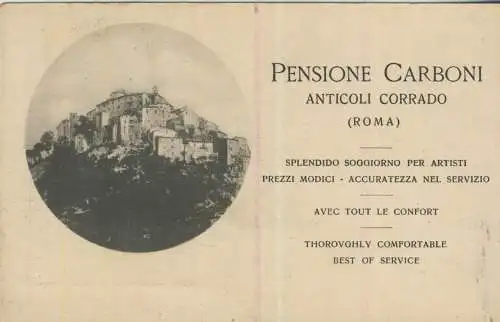 PENSIONE CARBONI
ANTICOLI CORRADO
(ROMA)
SPLENDIDO SOGGIORNO PER ARTISTI
PREZZI MODICI - ACCURATEZZA NEL SERVIZIO
AVEC TOUT LE CONFORT
THOROVGHLY COMFORTABLE
BEST OF SERVICE